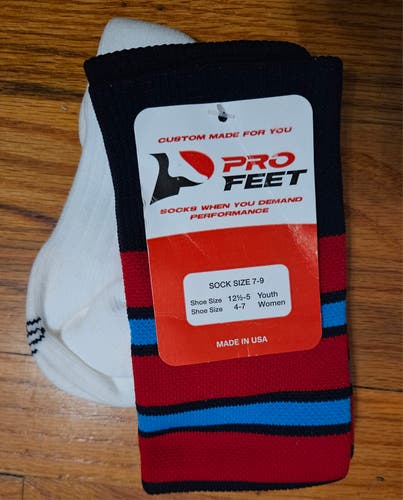 CUSTOM MADE FOR YOU
PRO
FEET
SOCKS WHEN YOU DEMAND
PERFORMANCE
SOCK SIZE 7-9
Shoe Size 12½-5 Youth
Shoe Size 4-7 Women
MADE IN USA